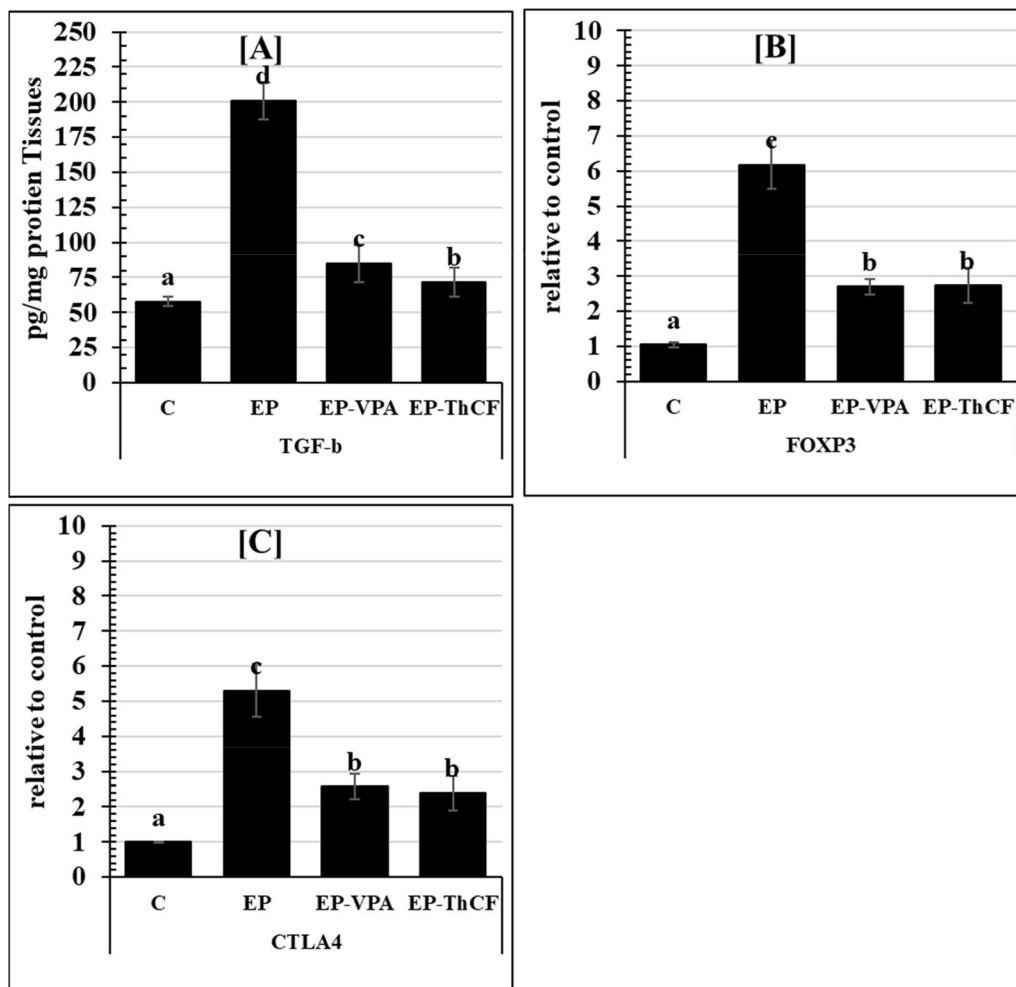 [A]
pg/mg protien Tissues
250
225
200
175
150
125
100
75
50
25
0
a
d
c
b
C EP EP-VPA EP-ThCF
TGF-b
[B]
relative to control
10
9
8
7
6
5
4
3
2
1
0
a
c
b
b
C EP EP-VPA EP-ThCF
FOXP3
[C]
relative to control
10
9
8
7
6
5
4
3
2
1
0
a
c
b
b
C EP EP-VPA EP-ThCF
CTLA4